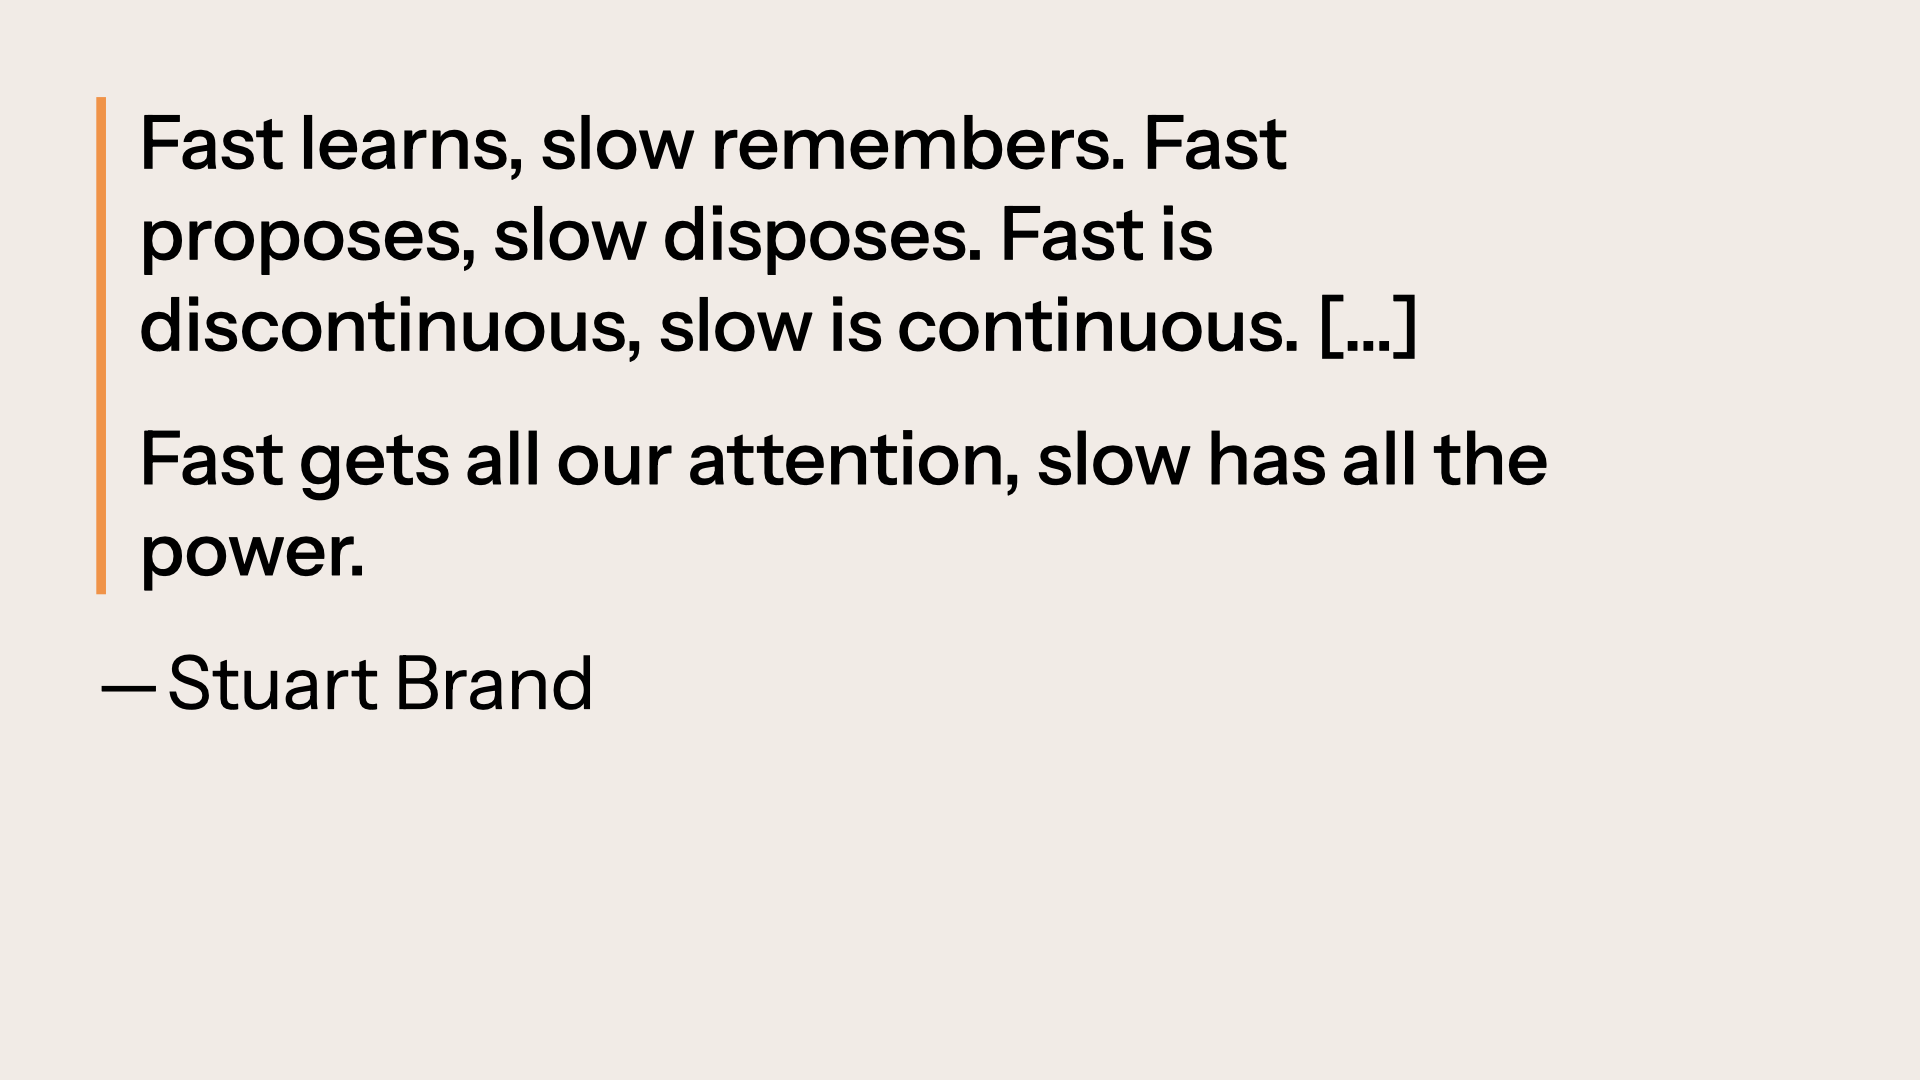 Fast learns, slow remembers. Fast
proposes, slow disposes. Fast is
discontinuous, slow is continuous. [...]
Fast gets all our attention, slow has all the
power.
— Stuart Brand